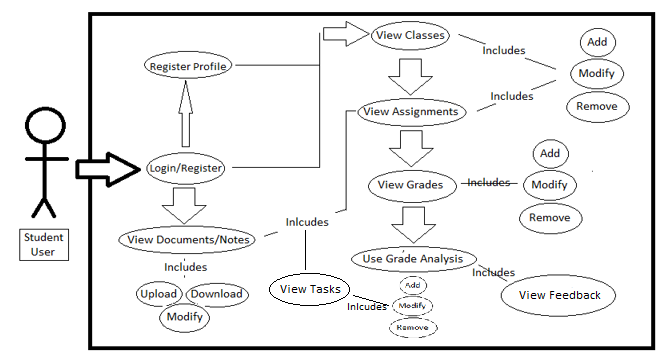 View Classes
Includes
Add
Register Profile
Modify
Includes
Remove
View Assignments
Add
Login/Register
View Grades
Includes
Modify
Remove
Inlcudes
Student
User
View Documents/Notes
Use Grade Analysis
Includes
Includes
Add
Upload
Download
View Tasks
View Feedback
Inlcudes
Modify
Modify
Remove